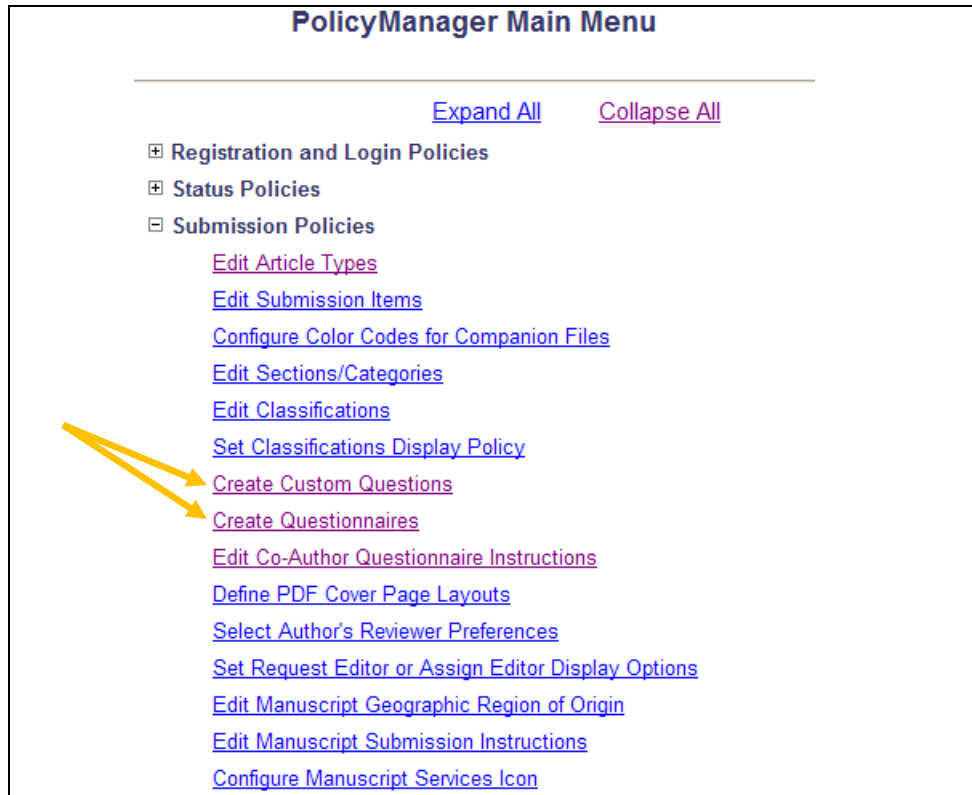 PolicyManager Main Menu
Expand All Collapse All
Registration and Login Policies
Status Policies
Submission Policies
Edit Article Types
Edit Submission Items
Configure Color Codes for Companion Files
Edit Sections/Categories
Edit Classifications
Set Classifications Display Policy
Create Custom Questions
Create Questionnaires
Edit Co-Author Questionnaire Instructions
Define PDF Cover Page Layouts
Select Author's Reviewer Preferences
Set Request Editor or Assign Editor Display Options
Edit Manuscript Geographic Region of Origin
Edit Manuscript Submission Instructions
Configure Manuscript Services Icon